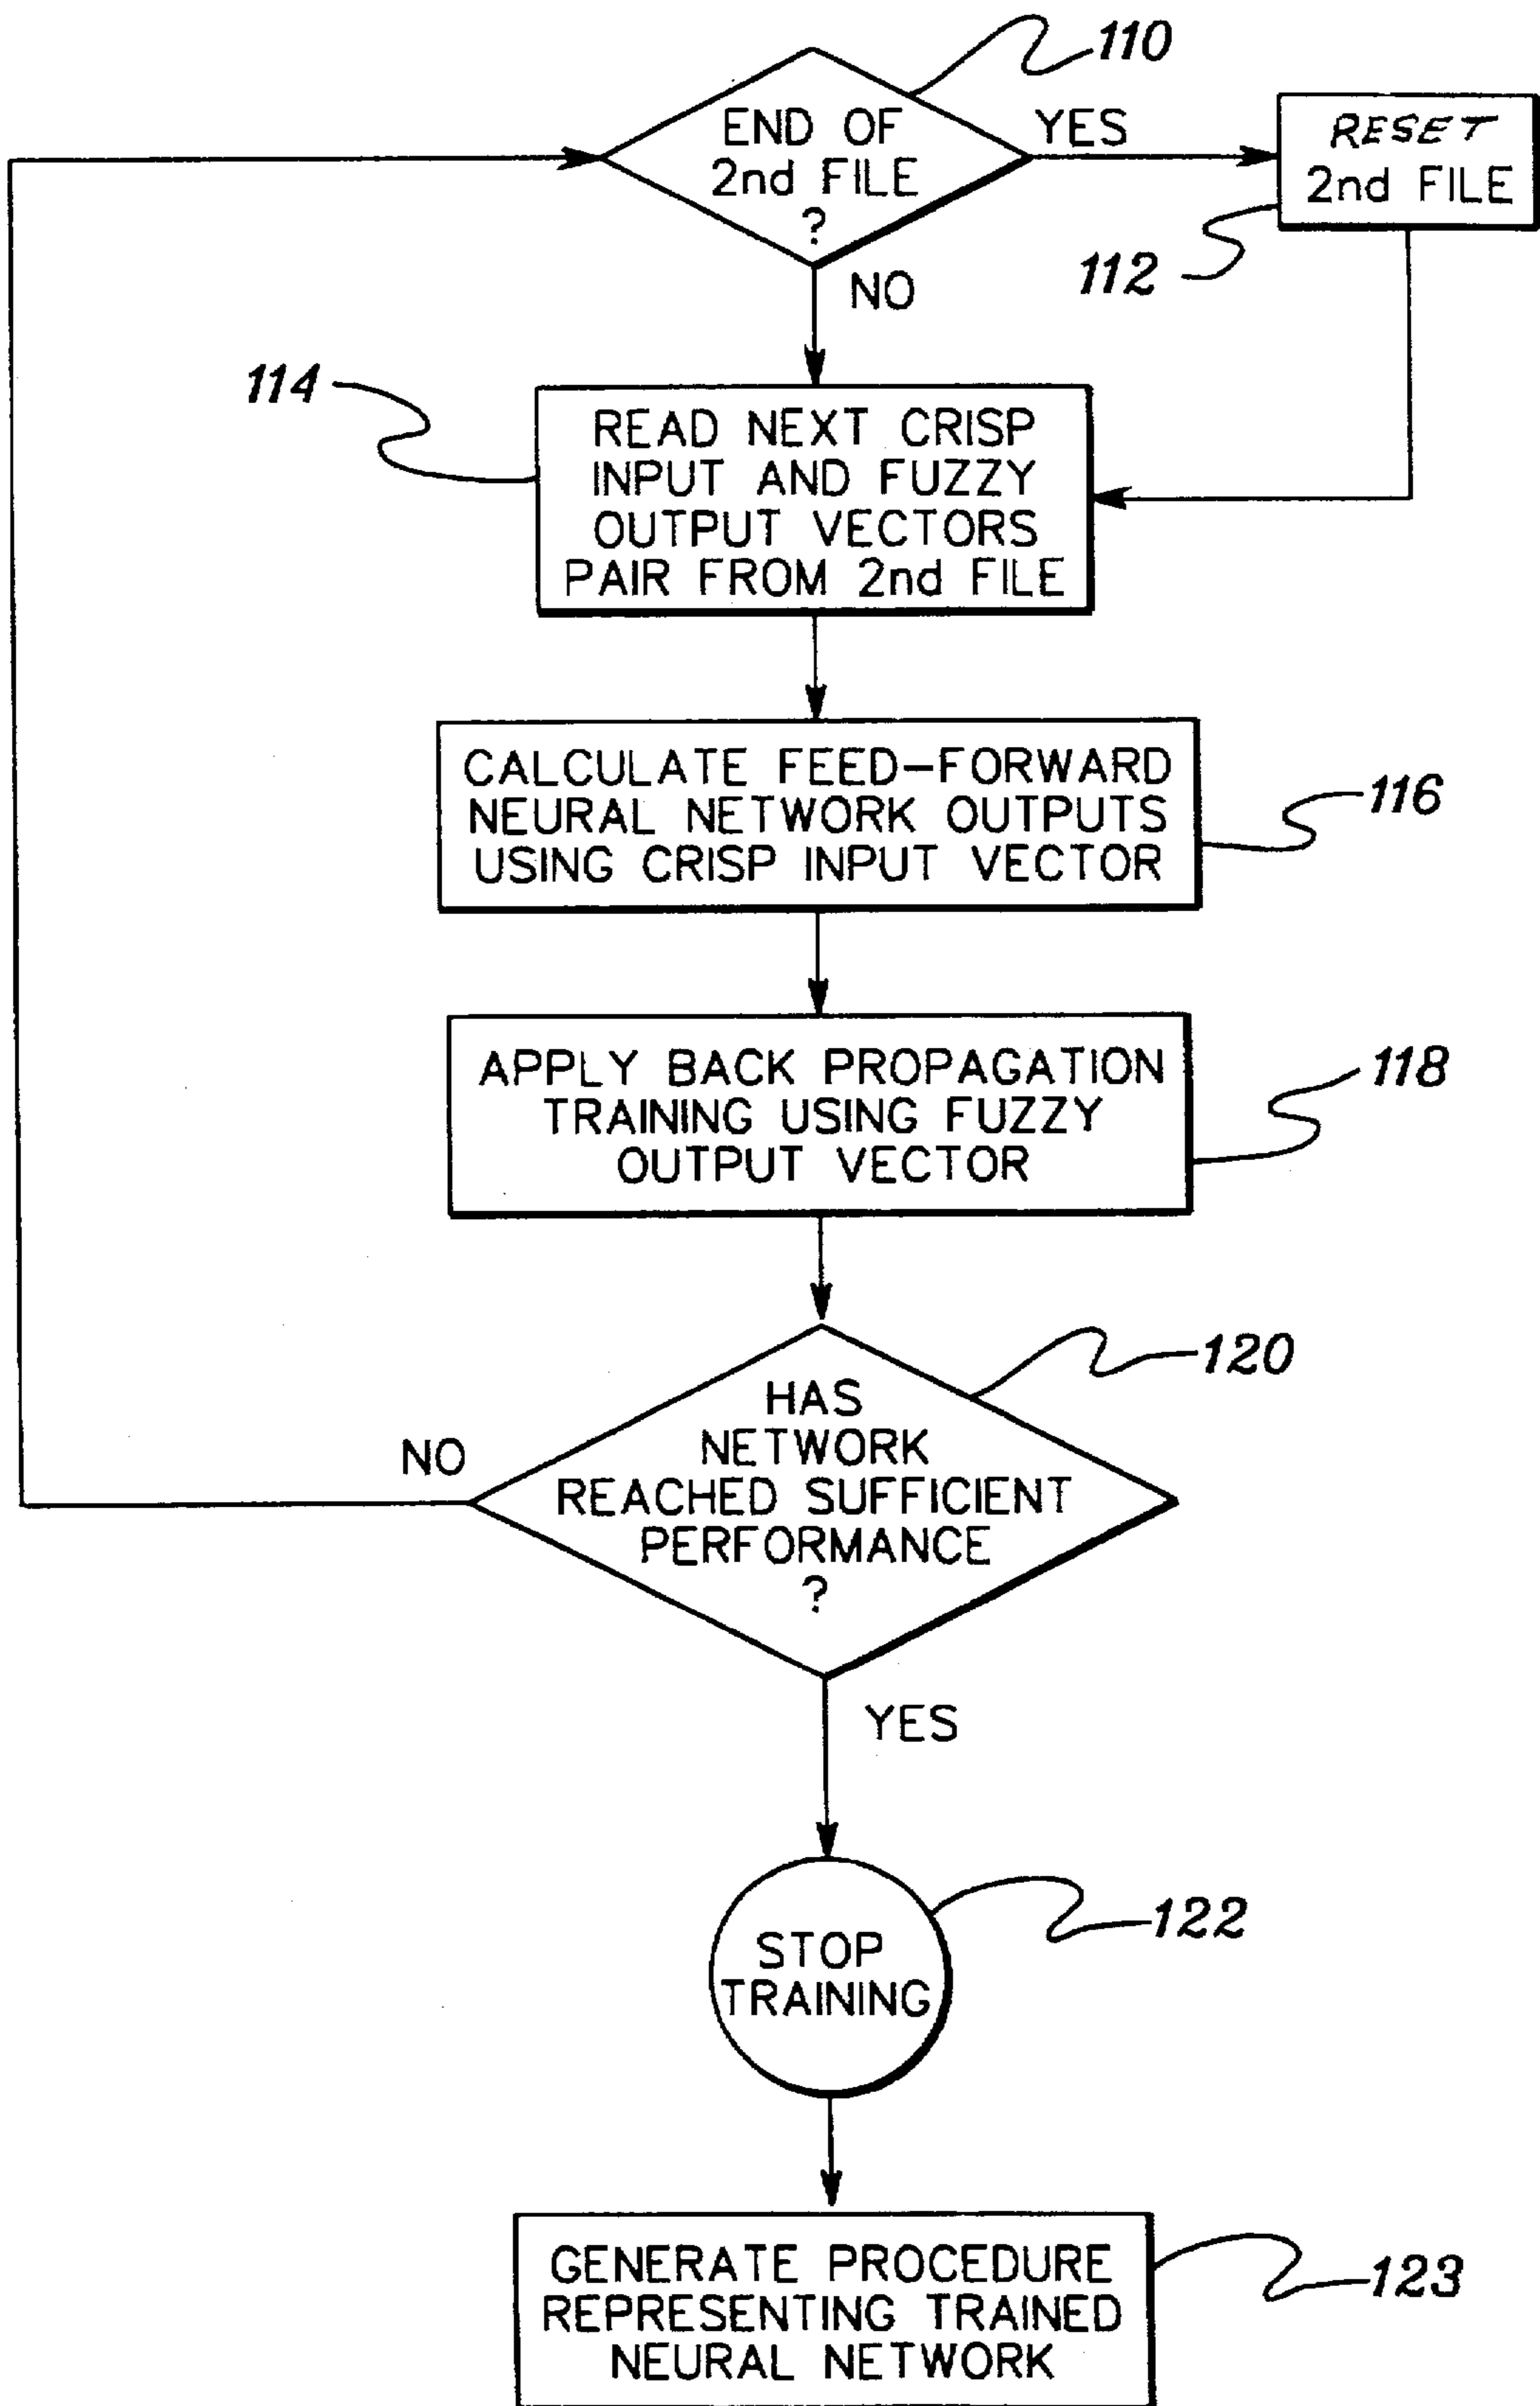 110
END OF
2nd FILE
?
YES
RESET
2nd FILE
112
NO
114
READ NEXT CRISP
INPUT AND FUZZY
OUTPUT VECTORS
PAIR FROM 2nd FILE
CALCULATE FEED-FORWARD
NEURAL NETWORK OUTPUTS
USING CRISP INPUT VECTOR
116
APPLY BACK PROPAGATION
TRAINING USING FUZZY
OUTPUT VECTOR
118
120
HAS
NETWORK
REACHED SUFFICIENT
PERFORMANCE
?
NO
YES
STOP
TRAINING
122
GENERATE PROCEDURE
REPRESENTING TRAINED
NEURAL NETWORK
123